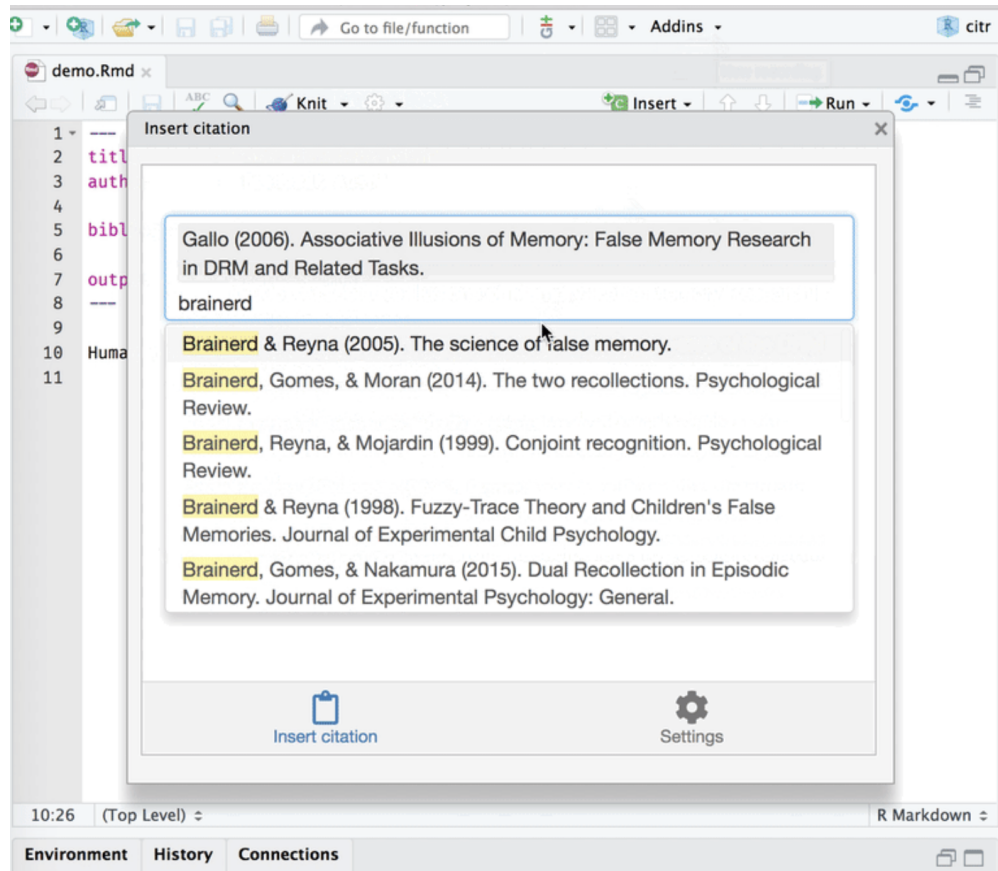 Go to file/function
Addins
citr
demo.Rmd
ABC
Knit
Insert
Run
Insert citation
1 ---
2 titl
3 auth
4
5 bibl
6
7 outp
8 ---
9
10 Huma
11
Gallo (2006). Associative Illusions of Memory: False Memory Research
in DRM and Related Tasks.
brainerd
Brainerd & Reyna (2005). The science of false memory.
Brainerd, Gomes, & Moran (2014). The two recollections. Psychological
Review.
Brainerd, Reyna, & Mojardin (1999). Conjoint recognition. Psychological
Review.
Brainerd & Reyna (1998). Fuzzy-Trace Theory and Children's False
Memories. Journal of Experimental Child Psychology.
Brainerd, Gomes, & Nakamura (2015). Dual Recollection in Episodic
Memory. Journal of Experimental Psychology: General.
Insert citation
Settings
10:26 (Top Level)
R Markdown
Environment History Connections